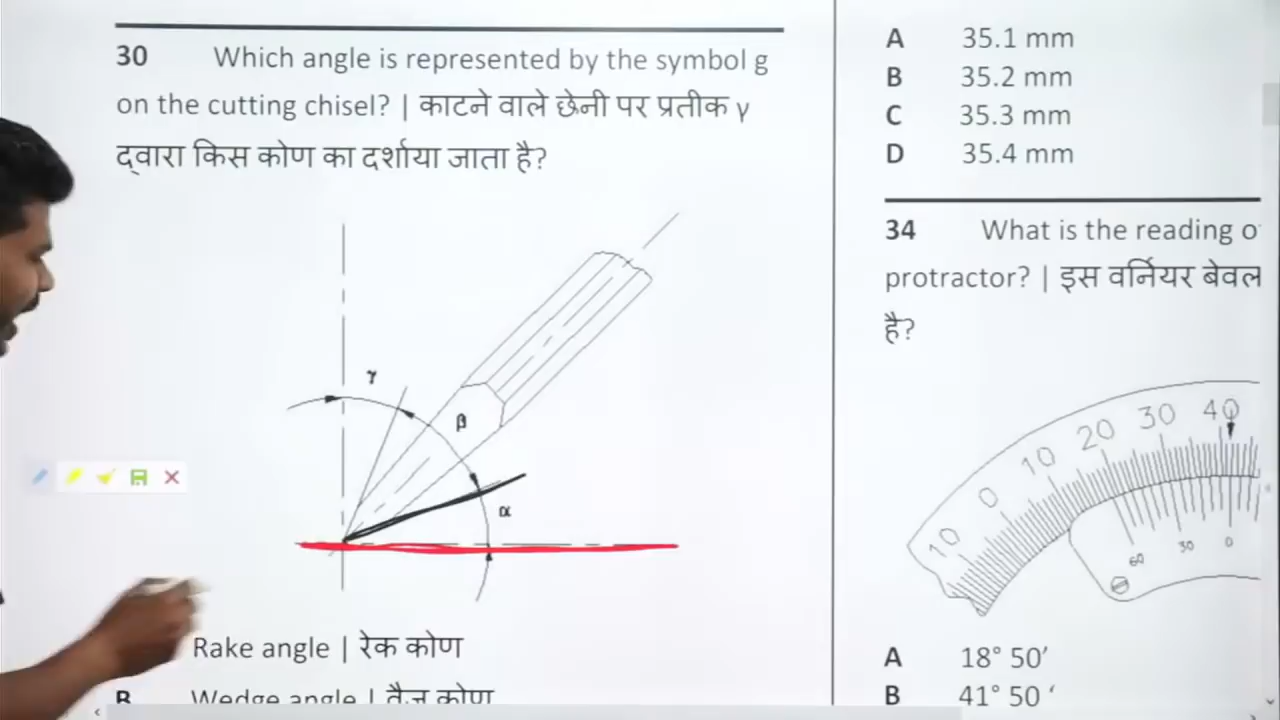 30 Which angle is represented by the symbol g
on the cutting chisel? | काटने वाले छेनी पर प्रतीक γ
द्वारा किस कोण का दर्शाया जाता है?
γ
β
α
Rake angle | रेक कोण
B Wedge angle | वैज कोण
A 35.1 mm
B 35.2 mm
C 35.3 mm
D 35.4 mm
34 What is the reading o
protractor? | इस वर्नियर बेवल
है?
10 0 10 20 30 40
60 30 0
A 18° 50′
B 41° 50 ‘